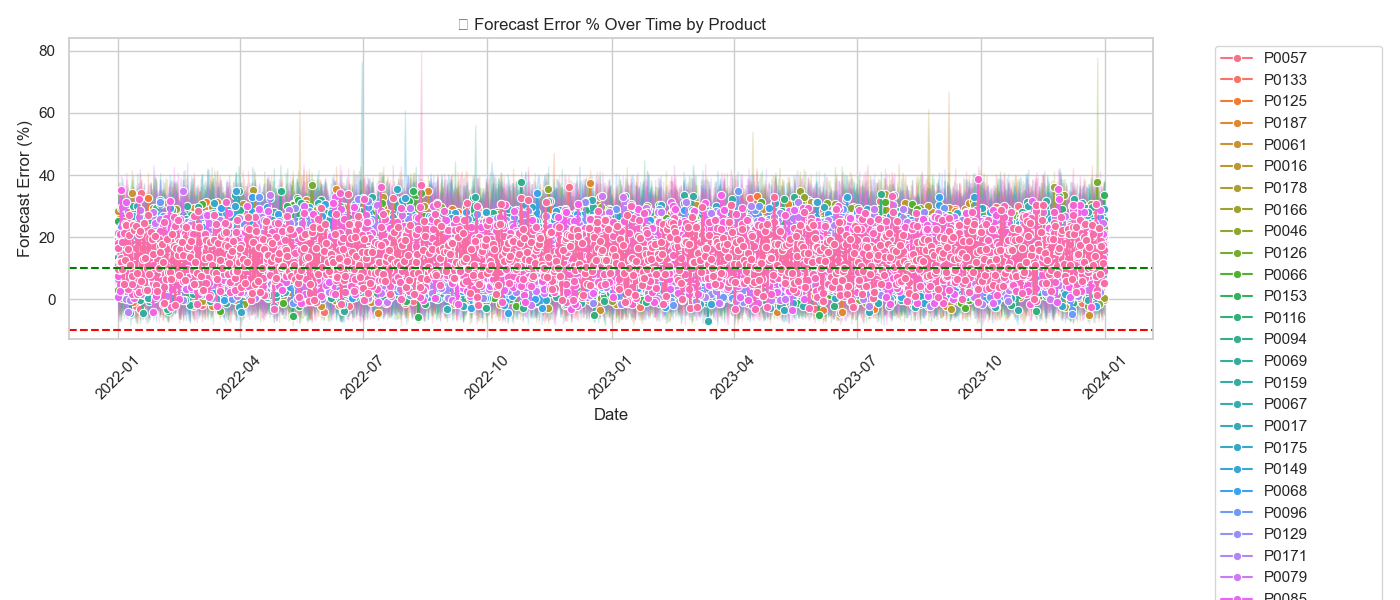 Forecast Error % Over Time by Product
80
60
40
20
0
Forecast Error (%)
2022-01
2022-04
2022-07
2022-10
2023-01
2023-04
2023-07
2023-10
2024-01
Date
P0057
P0133
P0125
P0187
P0061
P0016
P0178
P0166
P0046
P0126
P0066
P0153
P0116
P0094
P0069
P0159
P0067
P0017
P0175
P0149
P0068
P0096
P0129
P0171
P0079
P0085